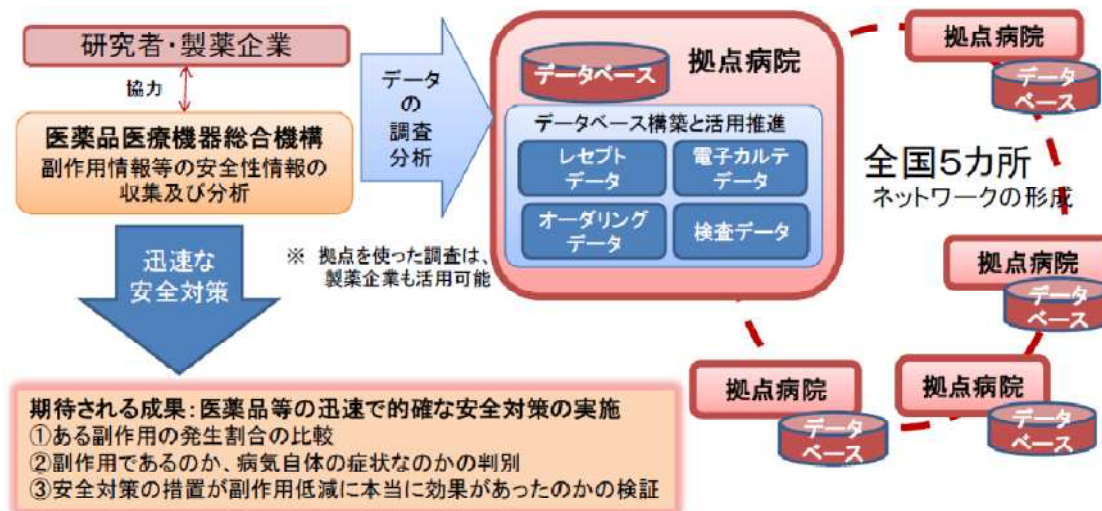 研究者・製薬企業
協力
医薬品医療機器総合機構
副作用情報等の安全性情報の
収集及び分析
データ
の
調査
分析
データベース
拠点病院
データベース構築と活用推進
レセプト
データ
電子カルテ
データ
オーダリング
データ
検査データ
※ 拠点を使った調査は、
製薬企業も活用可能
迅速な
安全対策
全国5カ所
ネットワークの形成
拠点病院
データ
ベース
拠点病院
データ
ベース
拠点病院
データ
ベース
拠点病院
データ
ベース
期待される成果:医薬品等の迅速で的確な安全対策の実施
①ある副作用の発生割合の比較
②副作用であるのか、病気自体の症状なのかの判別
③安全対策の措置が副作用低減に本当に効果があったのかの検証